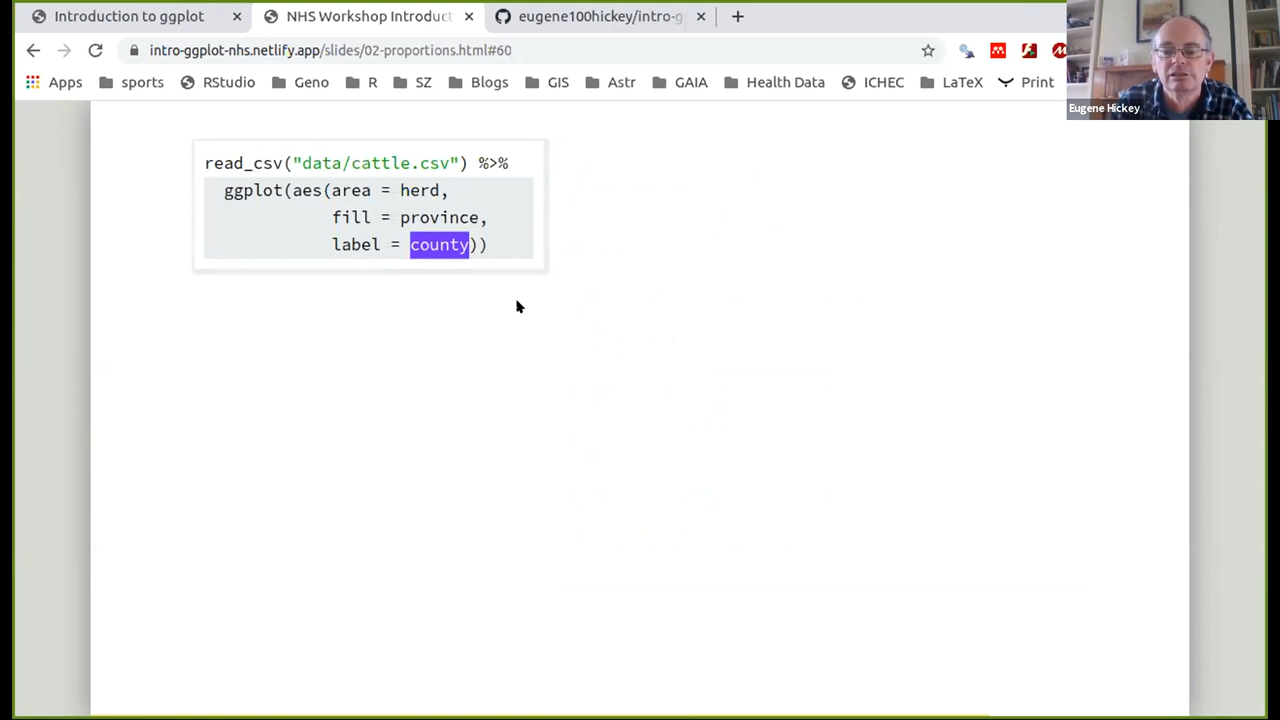 Introduction to ggplot
NHS Workshop Introduct
eugene100hickey/intro-g
intro-ggplot-nhs.netlify.app/slides/02-proportions.html#60
Apps sports RStudio Geno R SZ Blogs GIS Astr GAIA Health Data ICHEC LaTeX Print
Eugene Hickey
read_csv("data/cattle.csv") %>%
ggplot(aes(area = herd,
fill = province,
label = county))